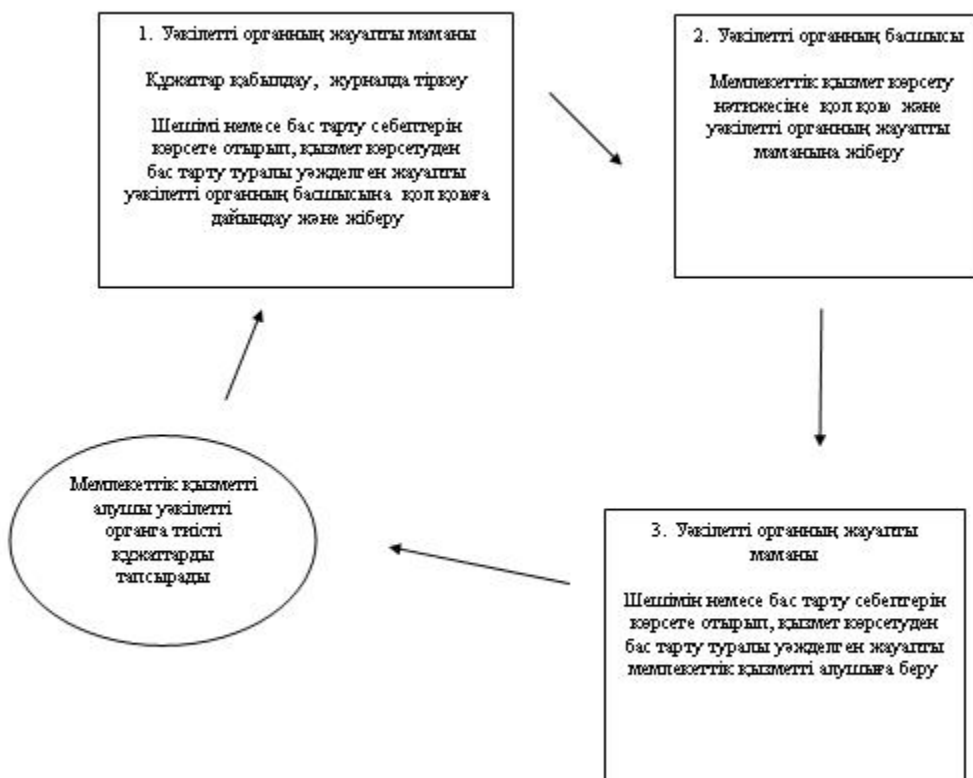 1. Уәкілетті органның жауапты маманы
Құжаттар қабылдау, журналда тіркеу
Шешімі немесе бас тарту себептерін
көрсете отырып, қызмет көрсетуден
бас тарту туралы уәжделген жауапты
уәкілетті органның басшысына қол қоюға
дайындау және жіберу
2. Уәкілетті органның басшысы
Мемлекеттік қызмет көрсету
нәтижесіне қол қою және
уәкілетті органның жауапты
маманына жіберу
3. Уәкілетті органның жауапты
маманы
Шешімін немесе бас тарту себептерін
көрсете отырып, қызмет көрсетуден
бас тарту туралы уәжделген жауапты
мемлекеттік қызметті алушыға беру
Мемлекеттік қызметті
алушы уәкілетті
органга тиісті
құжаттарды
тапсырады